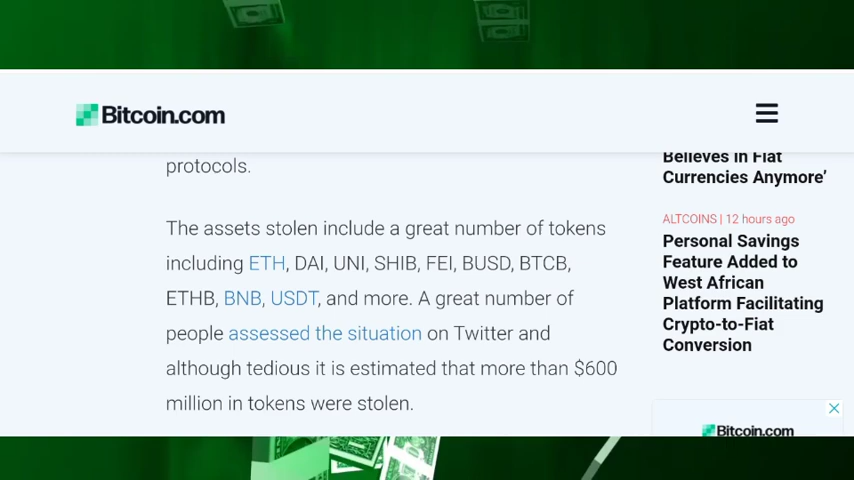 Bitcoin.com
protocols.
The assets stolen include a great number of tokens
including ETH, DAI, UNI, SHIB, FEI, BUSD, BTCB,
ETHB, BNB, USDT, and more. A great number of
people assessed the situation on Twitter and
although tedious it is estimated that more than $600
million in tokens were stolen.
Believes in Fiat
Currencies Anymore’
ALTCOINS | 12 hours ago
Personal Savings
Feature Added to
West African
Platform Facilitating
Crypto-to-Fiat
Conversion
Bitcoin.com